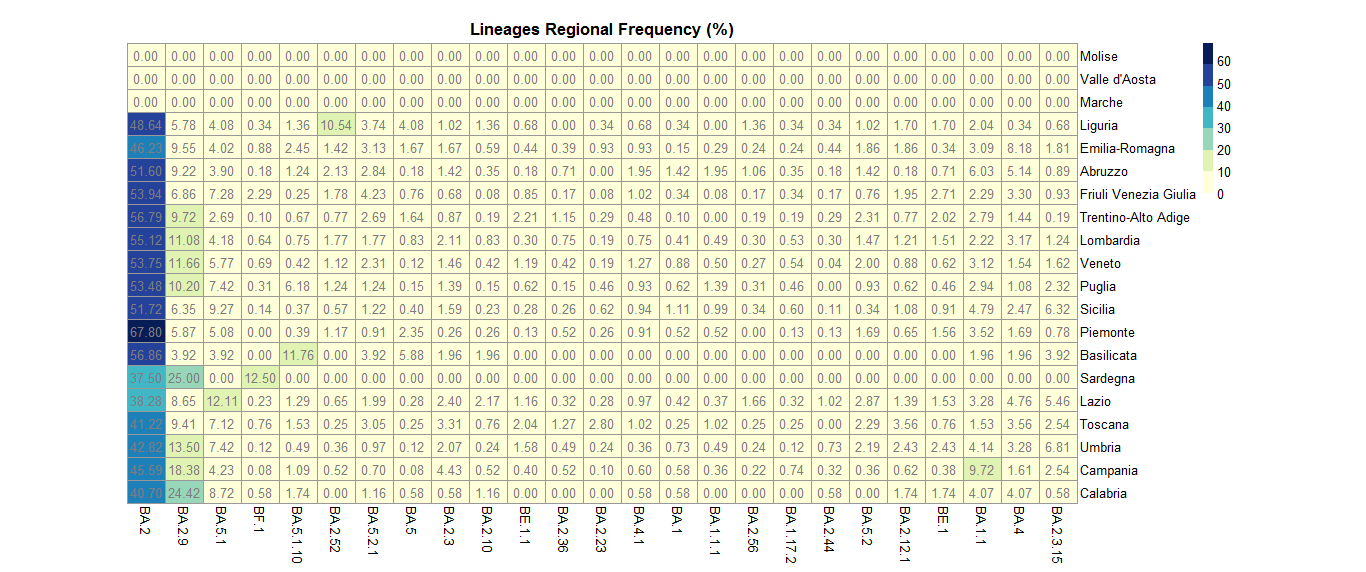 Lineages Regional Frequency (%)
0.00 0.00 0.00 0.00 0.00 0.00 0.00 0.00 0.00 0.00 0.00 0.00 0.00 0.00 0.00 0.00 0.00 0.00 0.00 0.00 0.00 0.00 0.00 0.00 0.00 Molise
0.00 0.00 0.00 0.00 0.00 0.00 0.00 0.00 0.00 0.00 0.00 0.00 0.00 0.00 0.00 0.00 0.00 0.00 0.00 0.00 0.00 0.00 0.00 0.00 0.00 Valle d'Aosta
0.00 0.00 0.00 0.00 0.00 0.00 0.00 0.00 0.00 0.00 0.00 0.00 0.00 0.00 0.00 0.00 0.00 0.00 0.00 0.00 0.00 0.00 0.00 0.00 0.00 Marche
48.64 5.78 4.08 0.34 1.36 10.54 3.74 4.08 1.02 1.36 0.68 0.00 0.34 0.68 0.34 0.00 1.36 0.34 0.34 1.02 1.70 1.70 2.04 0.34 0.68 Liguria
46.23 9.55 4.02 0.88 2.45 1.42 3.13 1.67 1.67 0.59 0.44 0.39 0.93 0.93 0.15 0.29 0.24 0.24 0.44 1.86 1.86 0.34 3.09 8.18 1.81 Emilia-Romagna
51.60 9.22 3.90 0.18 1.24 2.13 2.84 0.18 1.42 0.35 0.18 0.71 0.00 1.95 1.42 1.95 1.06 0.35 0.18 1.42 0.18 0.71 6.03 5.14 0.89 Abruzzo
53.94 6.86 7.28 2.29 0.25 1.78 4.23 0.76 0.68 0.08 0.85 0.17 0.08 1.02 0.34 0.08 0.17 0.34 0.17 0.76 1.95 2.71 2.29 3.30 0.93 Friuli Venezia Giulia
56.79 9.72 2.69 0.10 0.67 0.77 2.69 1.64 0.87 0.19 2.21 1.15 0.29 0.48 0.10 0.00 0.19 0.19 0.29 2.31 0.77 2.02 2.79 1.44 0.19 Trentino-Alto Adige
55.12 11.08 4.18 0.64 0.75 1.77 1.77 0.83 2.11 0.83 0.30 0.75 0.19 0.75 0.41 0.49 0.30 0.53 0.30 1.47 1.21 1.51 2.22 3.17 1.24 Lombardia
53.75 11.66 5.77 0.69 0.42 1.12 2.31 0.12 1.46 0.42 1.19 0.42 0.19 1.27 0.88 0.50 0.27 0.54 0.04 2.00 0.88 0.62 3.12 1.54 1.62 Veneto
53.48 10.20 7.42 0.31 6.18 1.24 1.24 0.15 1.39 0.15 0.62 0.15 0.46 0.93 0.62 1.39 0.31 0.46 0.00 0.93 0.62 0.46 2.94 1.08 2.32 Puglia
51.72 6.35 9.27 0.14 0.37 0.57 1.22 0.40 1.59 0.23 0.28 0.26 0.62 0.94 1.11 0.99 0.34 0.60 0.11 0.34 1.08 0.91 4.79 2.47 6.32 Sicilia
67.80 5.87 5.08 0.00 0.39 1.17 0.91 2.35 0.26 0.26 0.13 0.52 0.26 0.91 0.52 0.52 0.00 0.13 0.13 1.69 0.65 1.56 3.52 1.69 0.78 Piemonte
56.86 3.92 3.92 0.00 11.76 0.00 3.92 5.88 1.96 1.96 0.00 0.00 0.00 0.00 0.00 0.00 0.00 0.00 0.00 0.00 0.00 0.00 1.96 1.96 3.92 Basilicata
37.50 25.00 0.00 12.50 0.00 0.00 0.00 0.00 0.00 0.00 0.00 0.00 0.00 0.00 0.00 0.00 0.00 0.00 0.00 0.00 0.00 0.00 0.00 0.00 0.00 Sardegna
38.28 8.65 12.11 0.23 1.29 0.65 1.99 0.28 2.40 2.17 1.16 0.32 0.28 0.97 0.42 0.37 1.66 0.32 1.02 2.87 1.39 1.53 3.28 4.76 5.46 Lazio
41.22 9.41 7.12 0.76 1.53 0.25 3.05 0.25 3.31 0.76 2.04 1.27 2.80 1.02 0.25 1.02 0.25 0.25 0.00 2.29 3.56 0.76 1.53 3.56 2.54 Toscana
42.82 13.50 7.42 0.12 0.49 0.36 0.97 0.12 2.07 0.24 1.58 0.49 0.24 0.36 0.73 0.49 0.24 0.12 0.73 2.19 2.43 2.43 4.14 3.28 6.81 Umbria
45.59 18.38 4.23 0.08 1.09 0.52 0.70 0.08 4.43 0.52 0.40 0.52 0.10 0.60 0.58 0.36 0.22 0.74 0.32 0.36 0.62 0.38 9.72 1.61 2.54 Campania
40.70 24.42 8.72 0.58 1.74 0.00 1.16 0.58 0.58 1.16 0.00 0.00 0.00 0.58 0.58 0.00 0.00 0.00 0.58 0.00 1.74 1.74 4.07 4.07 0.58 Calabria
BA.2
BA.2.9
BA.5.1
BF.1
BA.5.1.10
BA.2.52
BA.5.2.1
BA.5
BA.2.3
BA.2.10
BE.1.1
BA.2.36
BA.2.23
BA.4.1
BA.1
BA.1.1.1
BA.2.56
BA.1.17.2
BA.2.44
BA.5.2
BA.2.12.1
BE.1
BA.1.1
BA.4
BA.2.3.15
60
50
40
30
20
10
0